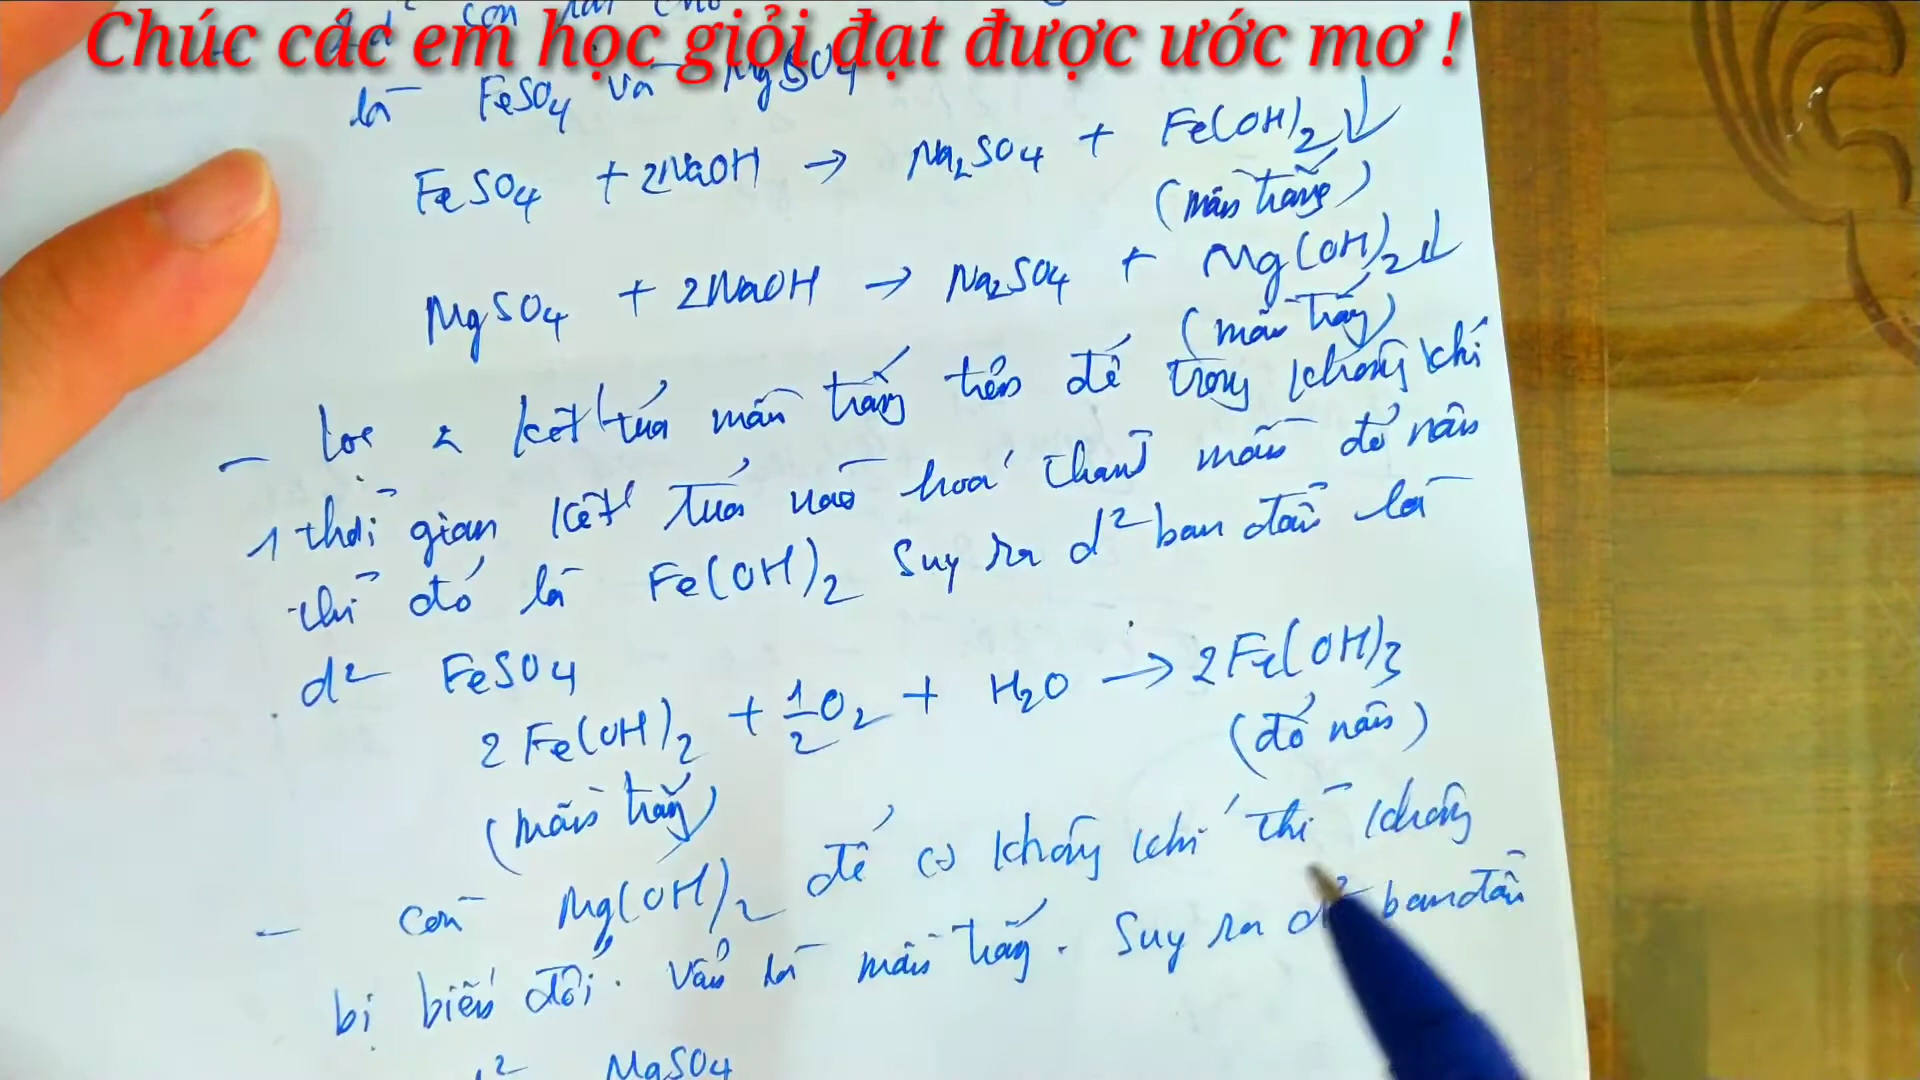 Chúc các em học giỏi đạt được ước mơ !
là FeSO4 và MgSO4
FeSO4 + 2NaOH → Na2SO4 + Fe(OH)2↓
(màu trắng)
MgSO4 + 2NaOH → Na2SO4 + Mg(OH)2↓
(màu trắng)
- lọc 2 kết tủa màu trắng trên để trong không khí
1 thời gian kết tủa nào hoá thành màu đỏ nâu
thì đó là Fe(OH)2 suy ra d² ban đầu là
d² FeSO4
2Fe(OH)2 + 1/2O2 + H2O → 2Fe(OH)3
(màu trắng)
(đỏ nâu)
- còn Mg(OH)2 để không khí thì không
bị biến đổi. vẫn là màu trắng. Suy ra d² ban đầu
d² MgSO4